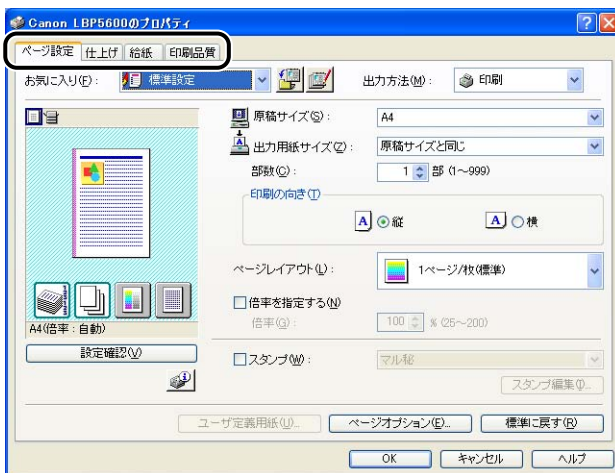 Canon LBP5600のプロパティ
ページ設定 仕上げ 給紙 印刷品質
お気に入り(F): 標準設定 出力方法(M): 印刷
原稿サイズ(S): A4
出力用紙サイズ(Z): 原稿サイズと同じ
部数(C): 1 部 (1～999)
印刷の向き(T)
A 縦 A 横
ページレイアウト(L): 1ページ/枚(標準)
倍率を指定する(N)
倍率(G): 100 % (25～200)
A4(倍率：自動)
設定確認(V)
スタンプ(W): マル秘
スタンプ編集(I)...
ユーザ定義用紙(U)... ページオプション(E)... 標準に戻す(R)
OK キャンセル ヘルプ